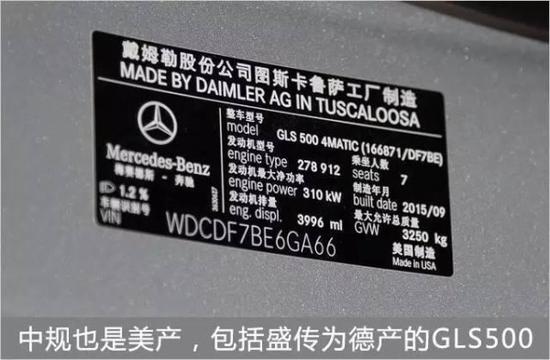 戴姆勒股份公司图斯卡鲁萨工厂制造
MADE BY DAIMLER AG IN TUSCALOOSA
整车型号
model GLS 500 4MATIC (166871/DF7BE)
发动机型号 乘坐人数
engine type 278 912 seats 7
发动机最大净功率 制造年月
engine power 310 kW built date 2015/09
发动机排量 最大允许总质量
eng. displ. 3996 ml GVW 3250 kg
Mercedes-Benz
梅赛德斯-奔驰
1.2 %
车辆识别号
VIN WDCDF7BE6GA66
美国制造
Made in USA
中规也是美产，包括盛传为德产的GLS500